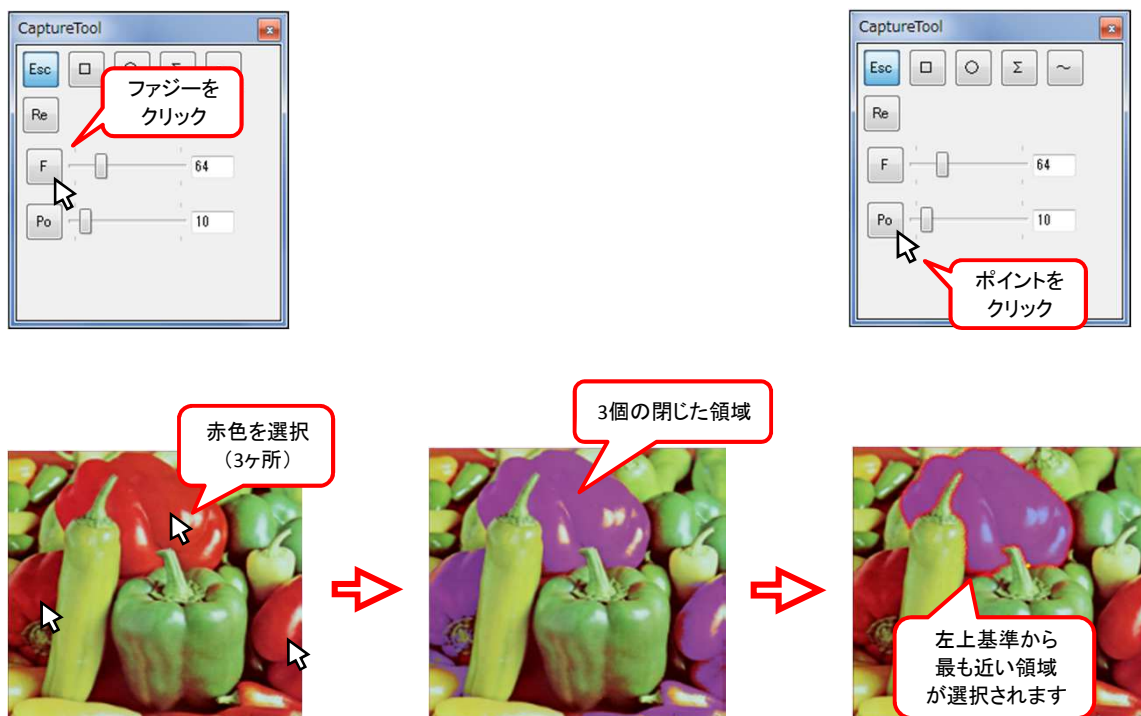 CaptureTool
Esc
ファジーを
クリック
Re
F
64
Po
10
CaptureTool
Esc □ ○ Σ ～
Re
F
64
Po
10
ポイントを
クリック
赤色を選択
（3ヶ所）
3個の閉じた領域
左上基準から
最も近い領域
が選択されます